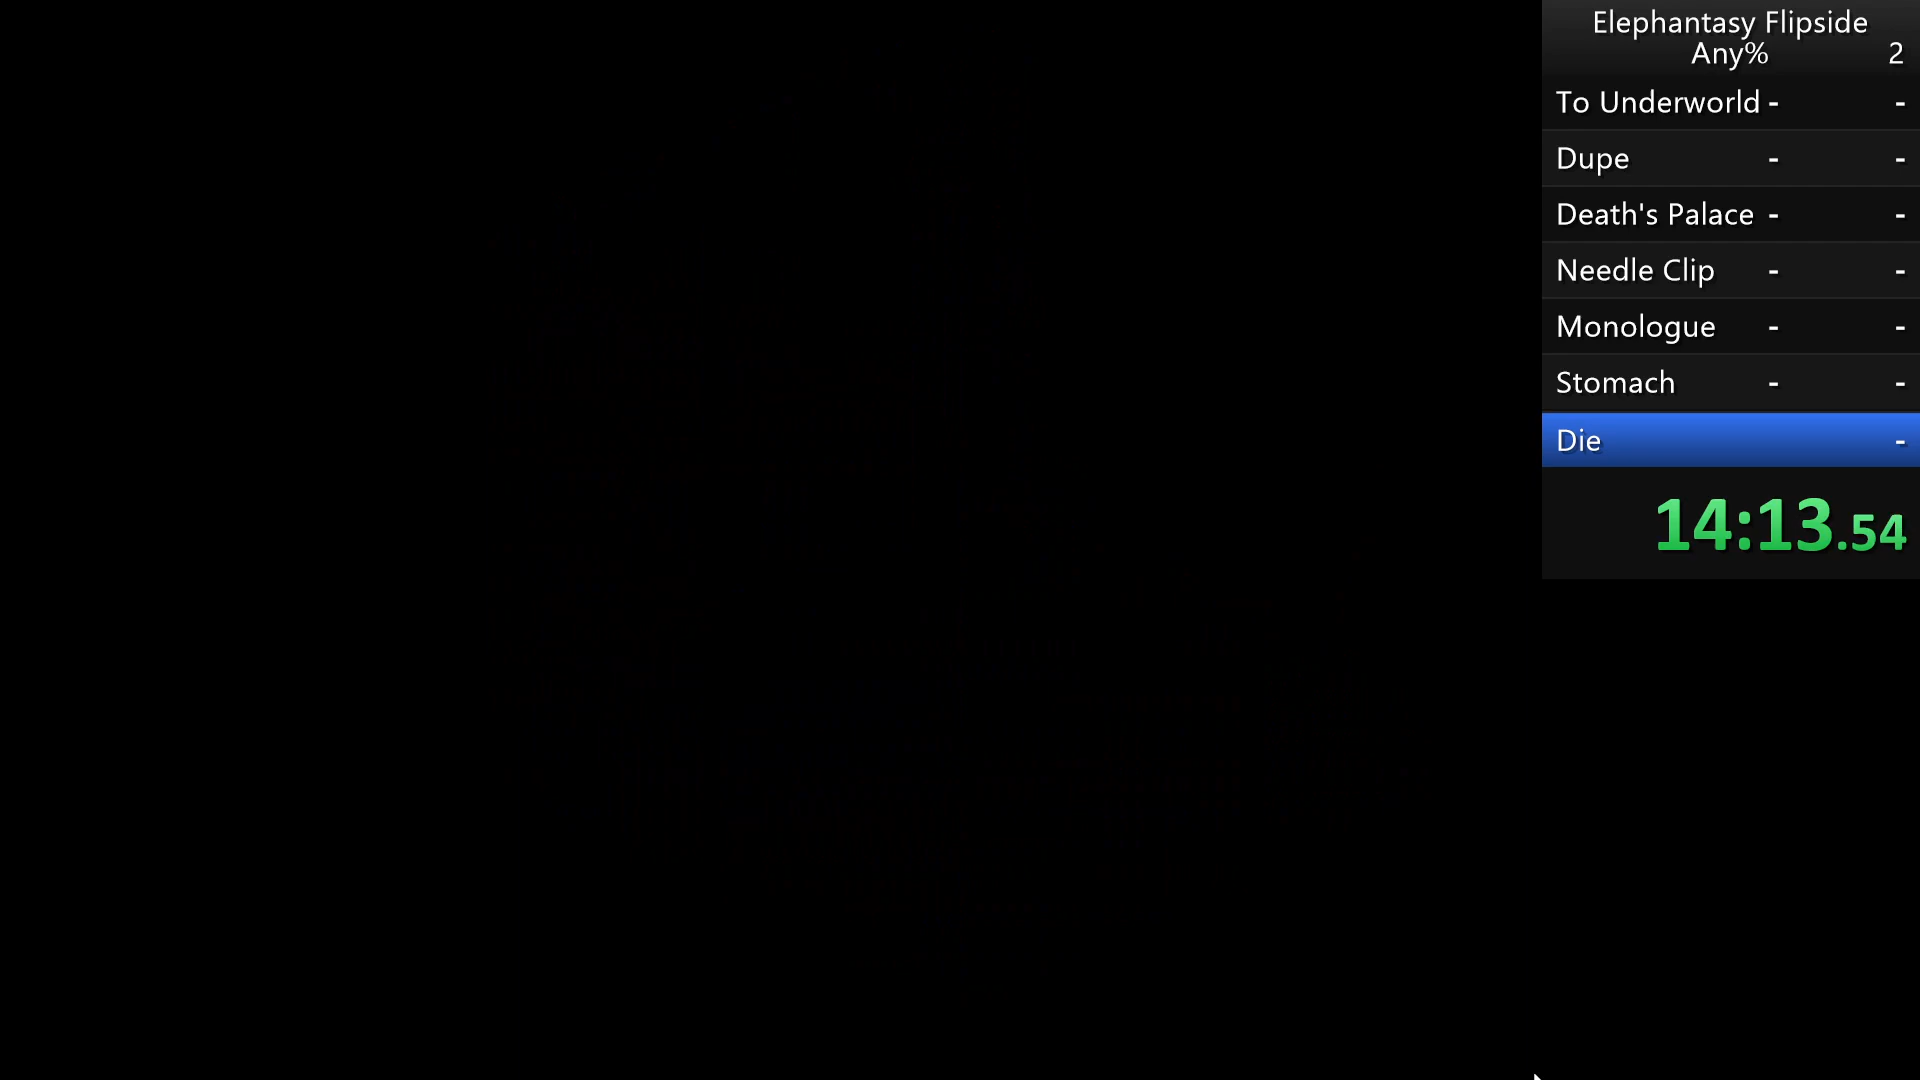 Elephantasy Flipside
Any% 2
To Underworld - -
Dupe - -
Death's Palace - -
Needle Clip - -
Monologue - -
Stomach - -
Die -
14:13.54